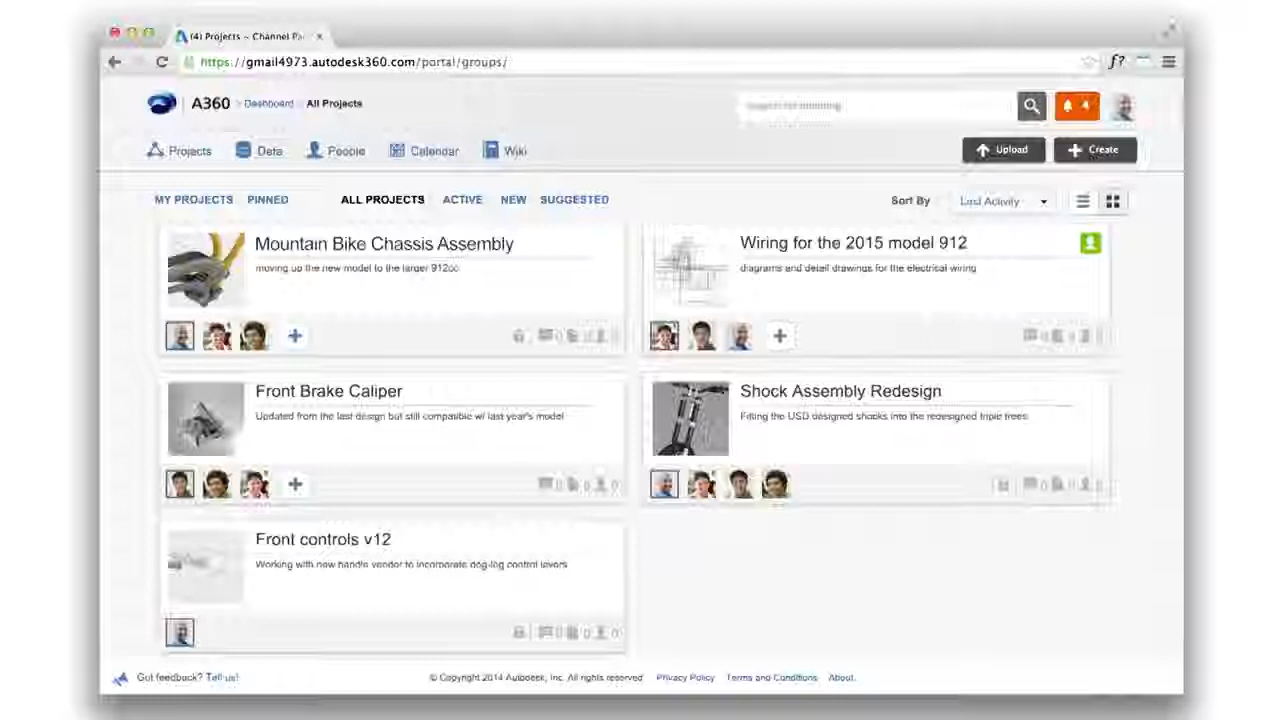 (4) Projects - Channel Pa
https://gmail4973.autodesk360.com/portal/groups/
f?
A360 Dashboard All Projects
4
Projects Data People Calendar Wiki
Upload Create
MY PROJECTS PINNED ALL PROJECTS ACTIVE NEW SUGGESTED
Sort By Last Activity
Mountain Bike Chassis Assembly
moving up the new model to the larger 912cc
Wiring for the 2015 model 912
diagrams and detail drawings for the electrical wiring
Front Brake Caliper
Updated from the last design but still compatible w/ last year's model
Shock Assembly Redesign
Fitting the USD designed shocks into the redesigned triple trees
Front controls v12
Working with new handle vendor to incorporate dog-leg control levers
Got feedback? Tell us!
© Copyright 2014 Autodesk, Inc. All rights reserved Privacy Policy Terms and Conditions About.